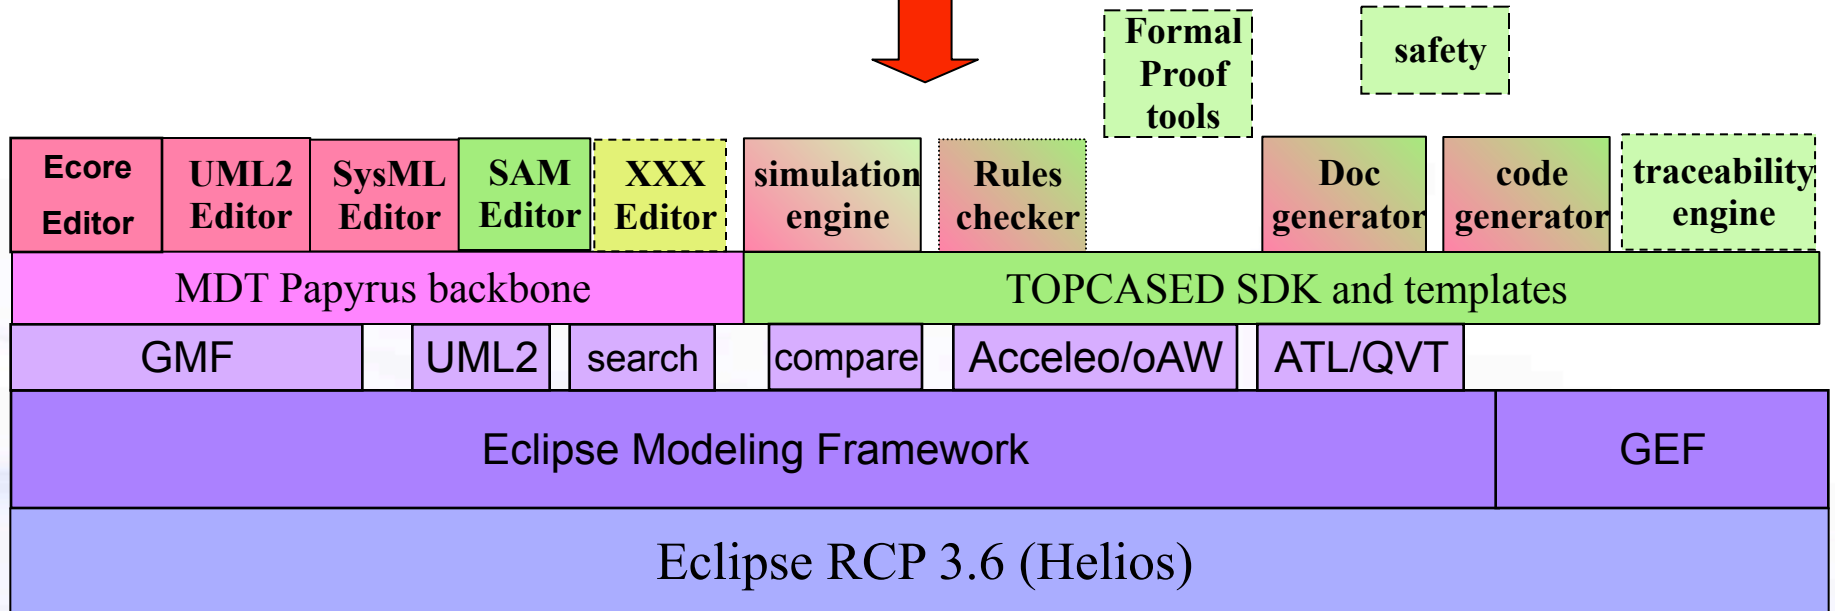 Formal
Proof
tools
safety
Ecore
Editor
UML2
Editor
SysML
Editor
SAM
Editor
XXX
Editor
simulation
engine
Rules
checker
Doc
generator
code
generator
traceability
engine
MDT Papyrus backbone
TOPCASED SDK and templates
GMF
UML2
search
compare
Acceleo/oAW
ATL/QVT
Eclipse Modeling Framework
GEF
Eclipse RCP 3.6 (Helios)